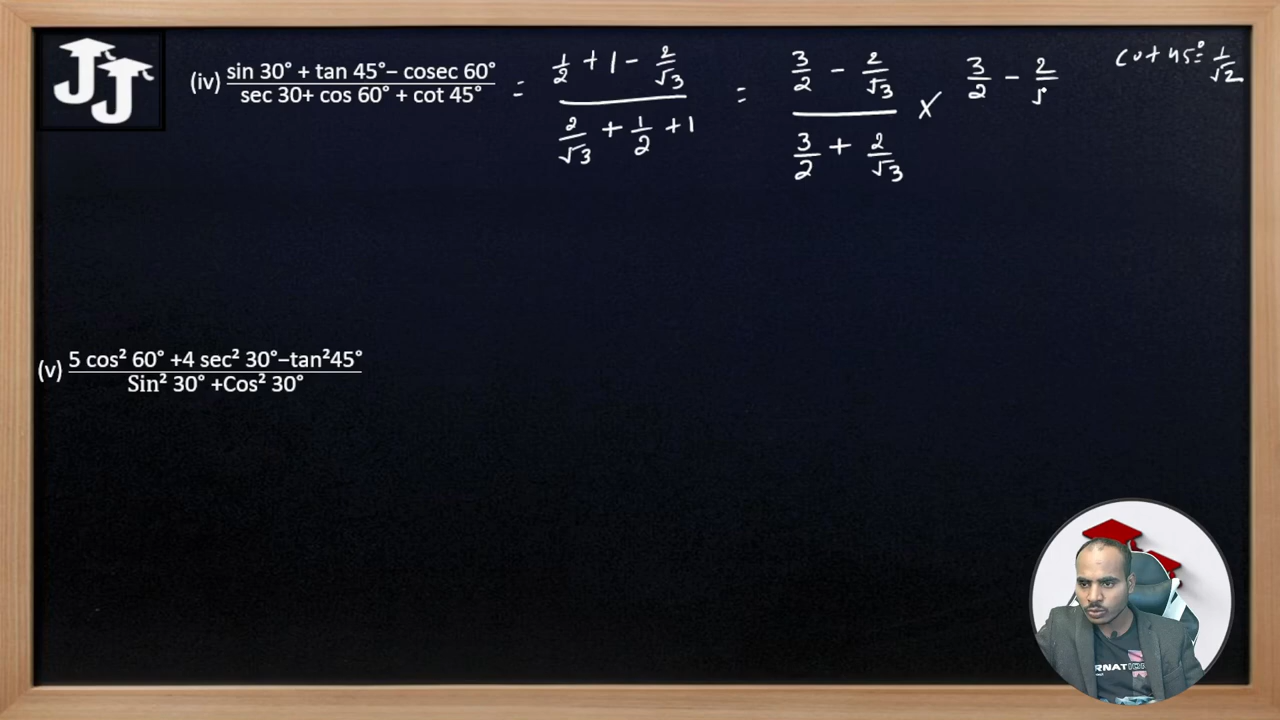 JJ
(iv) sin 30° + tan 45°– cosec 60° / sec 30+ cos 60° + cot 45° = (1/2 + 1 - 2/√3) / (2/√3 + 1/2 + 1) = (3/2 - 2/√3) / (3/2 + 2/√3) × 3/2 - 2/√
cot 45° = 1/√2
(v) 5 cos² 60° +4 sec² 30°–tan²45° / Sin² 30° +Cos² 30°